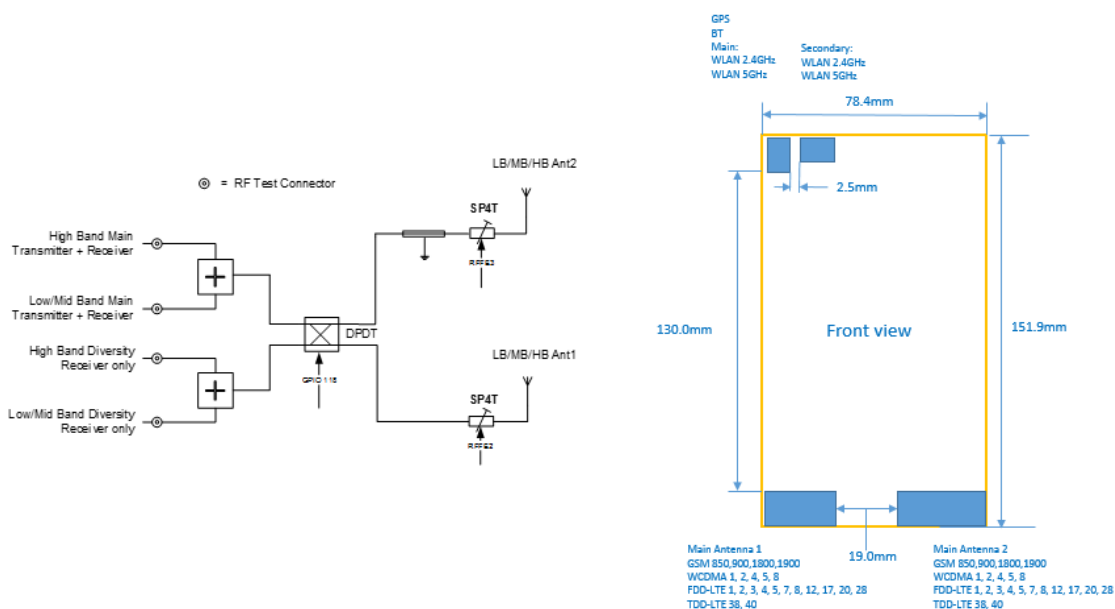 GPS
BT
Main:
WLAN 2.4GHz
WLAN 5GHz
Secondary:
WLAN 2.4GHz
WLAN 5GHz
78.4mm
2.5mm
130.0mm
Front view
151.9mm
19.0mm
Main Antenna 1
GSM 850,900,1800,1900
WCDMA 1, 2, 4, 5, 8
FDD-LTE 1, 2, 3, 4, 5, 7, 8, 12, 17, 20, 28
TDD-LTE 38, 40
Main Antenna 2
GSM 850,900,1800,1900
WCDMA 1, 2, 4, 5, 8
FDD-LTE 1, 2, 3, 4, 5, 7, 8, 12, 17, 20, 28
TDD-LTE 38, 40
= RF Test Connector
LB/MB/HB Ant2
SP4T
High Band Main
Transmitter + Receiver
Low/Mid Band Main
Transmitter + Receiver
High Band Diversity
Receiver only
Low/Mid Band Diversity
Receiver only
DPDT
LB/MB/HB Ant1
SP4T